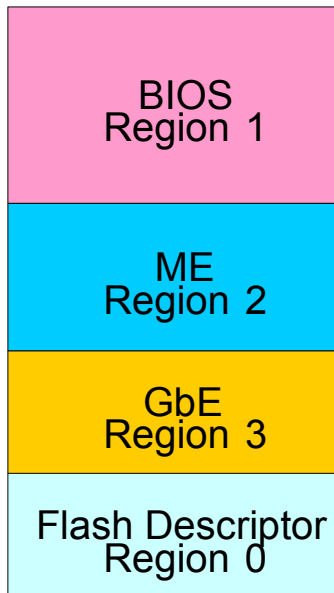 BIOS
Region 1
ME
Region 2
GbE
Region 3
Flash Descriptor
Region 0